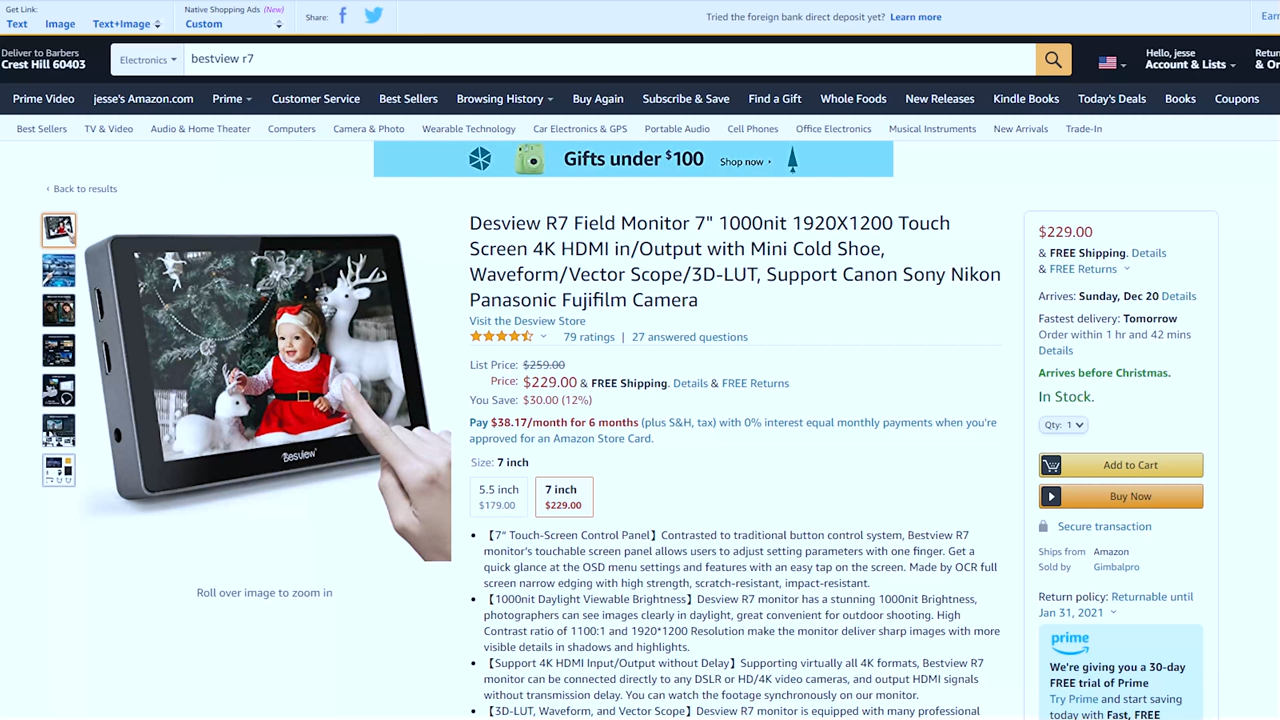 Get Link:
Text Image Text+Image
Native Shopping Ads (New)
Custom
Share:
Tried the foreign bank direct deposit yet? Learn more
Earn
Deliver to Barbers
Crest Hill 60403
Electronics
bestview r7
Hello, jesse
Account & Lists
Retur
& Or
Prime Video jesse's Amazon.com Prime Customer Service Best Sellers Browsing History Buy Again Subscribe & Save Find a Gift Whole Foods New Releases Kindle Books Today's Deals Books Coupons
Best Sellers TV & Video Audio & Home Theater Computers Camera & Photo Wearable Technology Car Electronics & GPS Portable Audio Cell Phones Office Electronics Musical Instruments New Arrivals Trade-In
Gifts under $100 Shop now ›
‹ Back to results
Desview R7 Field Monitor 7" 1000nit 1920X1200 Touch
Screen 4K HDMI in/Output with Mini Cold Shoe,
Waveform/Vector Scope/3D-LUT, Support Canon Sony Nikon
Panasonic Fujifilm Camera
Visit the Desview Store
79 ratings | 27 answered questions
List Price: $259.00
Price: $229.00 & FREE Shipping. Details & FREE Returns
You Save: $30.00 (12%)
Pay $38.17/month for 6 months (plus S&H, tax) with 0% interest equal monthly payments when you're
approved for an Amazon Store Card.
Size: 7 inch
5.5 inch
$179.00
7 inch
$229.00
• 【7" Touch-Screen Control Panel】Contrasted to traditional button control system, Bestview R7
monitor's touchable screen panel allows users to adjust setting parameters with one finger. Get a
quick glance at the OSD menu settings and features with an easy tap on the screen. Made by OCR full
screen narrow edging with high strength, scratch-resistant, impact-resistant.
• 【1000nit Daylight Viewable Brightness】Desview R7 monitor has a stunning 1000nit Brightness,
photographers can see images clearly in daylight, great convenient for outdoor shooting. High
Contrast ratio of 1100:1 and 1920*1200 Resolution make the monitor deliver sharp images with more
visible details in shadows and highlights.
• 【Support 4K HDMI Input/Output without Delay】Supporting virtually all 4K formats, Bestview R7
monitor can be connected directly to any DSLR or HD/4K video cameras, and output HDMI signals
without transmission delay. You can watch the footage synchronously on our monitor.
• 【3D-LUT, Waveform, and Vector Scope】Desview R7 monitor is equipped with many professional
Bestview
Roll over image to zoom in
$229.00
& FREE Shipping. Details
& FREE Returns
Arrives: Sunday, Dec 20 Details
Fastest delivery: Tomorrow
Order within 1 hr and 42 mins
Details
Arrives before Christmas.
In Stock.
Qty: 1
Add to Cart
Buy Now
Secure transaction
Ships from Amazon
Sold by Gimbalpro
Return policy: Returnable until
Jan 31, 2021
prime
We're giving you a 30-day
FREE trial of Prime
Try Prime and start saving
today with Fast, FREE